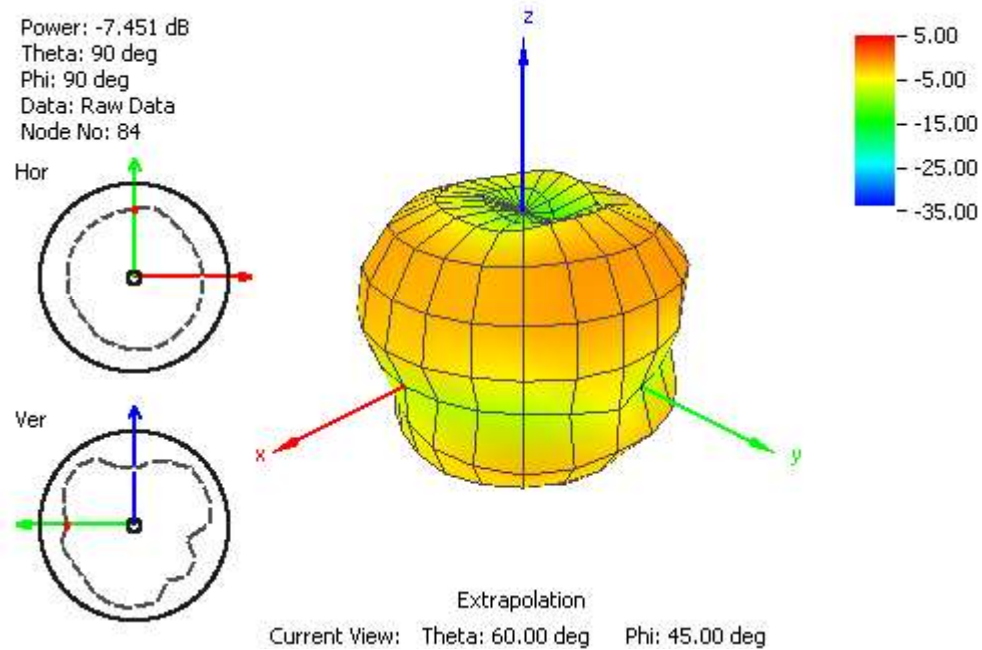 Power: -7.451 dB
Theta: 90 deg
Phi: 90 deg
Data: Raw Data
Node No: 84
Hor
Ver
z
x
y
5.00
-5.00
-15.00
-25.00
-35.00
Extrapolation
Current View: Theta: 60.00 deg Phi: 45.00 deg